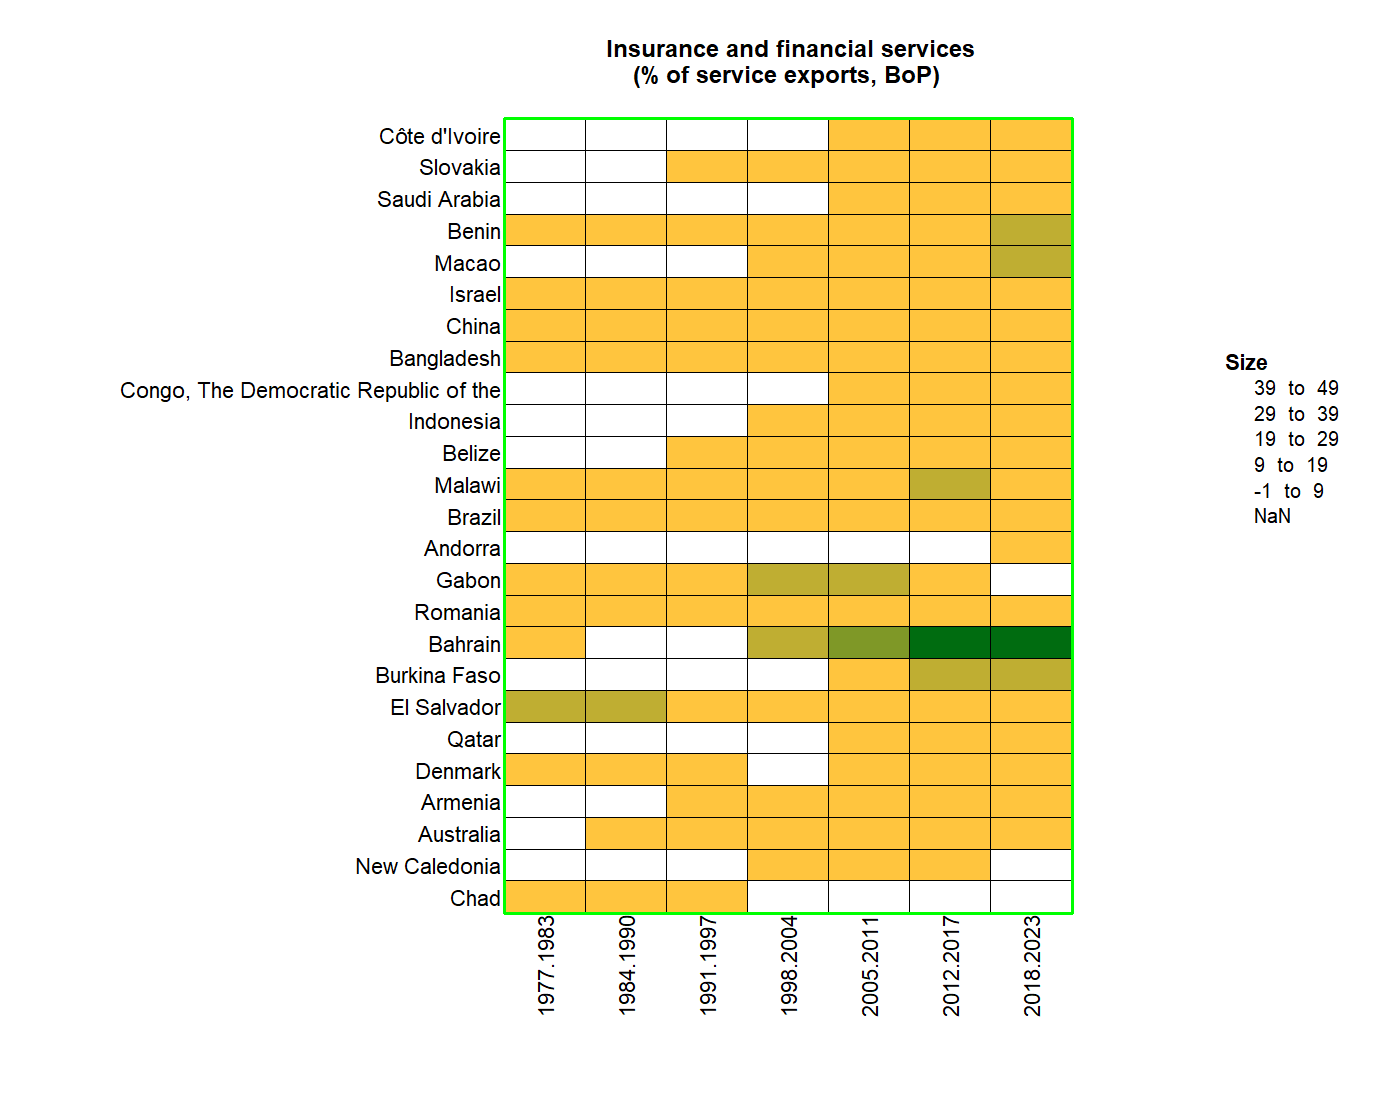 Insurance and financial services
(% of service exports, BoP)
Côte d'Ivoire
Slovakia
Saudi Arabia
Benin
Macao
Israel
China
Bangladesh
Congo, The Democratic Republic of the
Indonesia
Belize
Malawi
Brazil
Andorra
Gabon
Romania
Bahrain
Burkina Faso
El Salvador
Qatar
Denmark
Armenia
Australia
New Caledonia
Chad
1977.1983
1984.1990
1991.1997
1998.2004
2005.2011
2012.2017
2018.2023
Size
39 to 49
29 to 39
19 to 29
9 to 19
-1 to 9
NaN